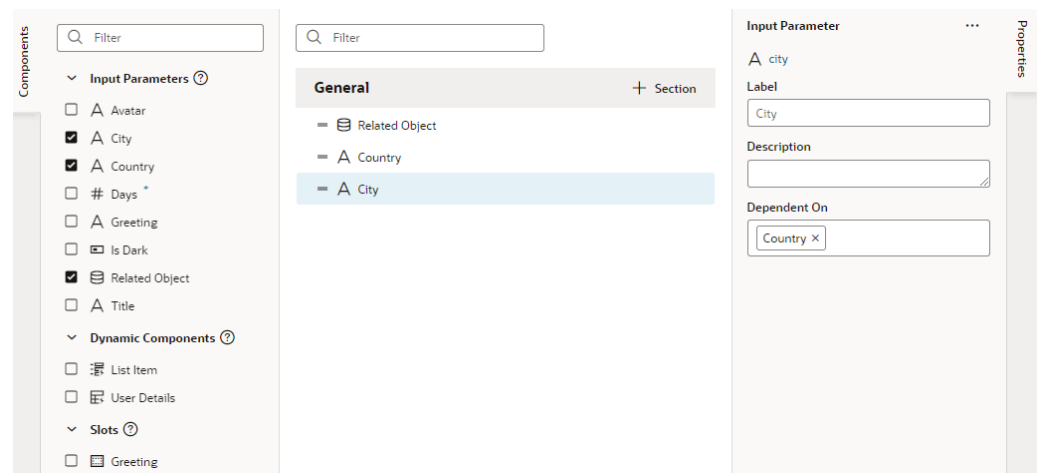 Components
Filter
Input Parameters ?
A Avatar
A City
A Country
# Days *
A Greeting
Is Dark
Related Object
A Title
Dynamic Components ?
List Item
User Details
Slots ?
Greeting
Filter
General + Section
Related Object
A Country
A City
Input Parameter ...
A city
Label
City
Description
Dependent On
Country ×
Properties